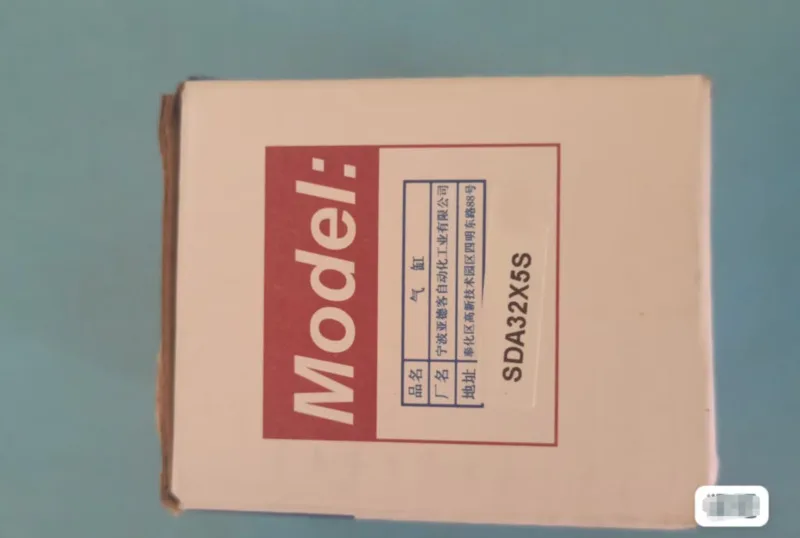 Model:
品名 气缸
厂名 宁波亚德客自动化工业有限公司
地址 奉化区高新技术园区四明东路88号
SDA32X5S